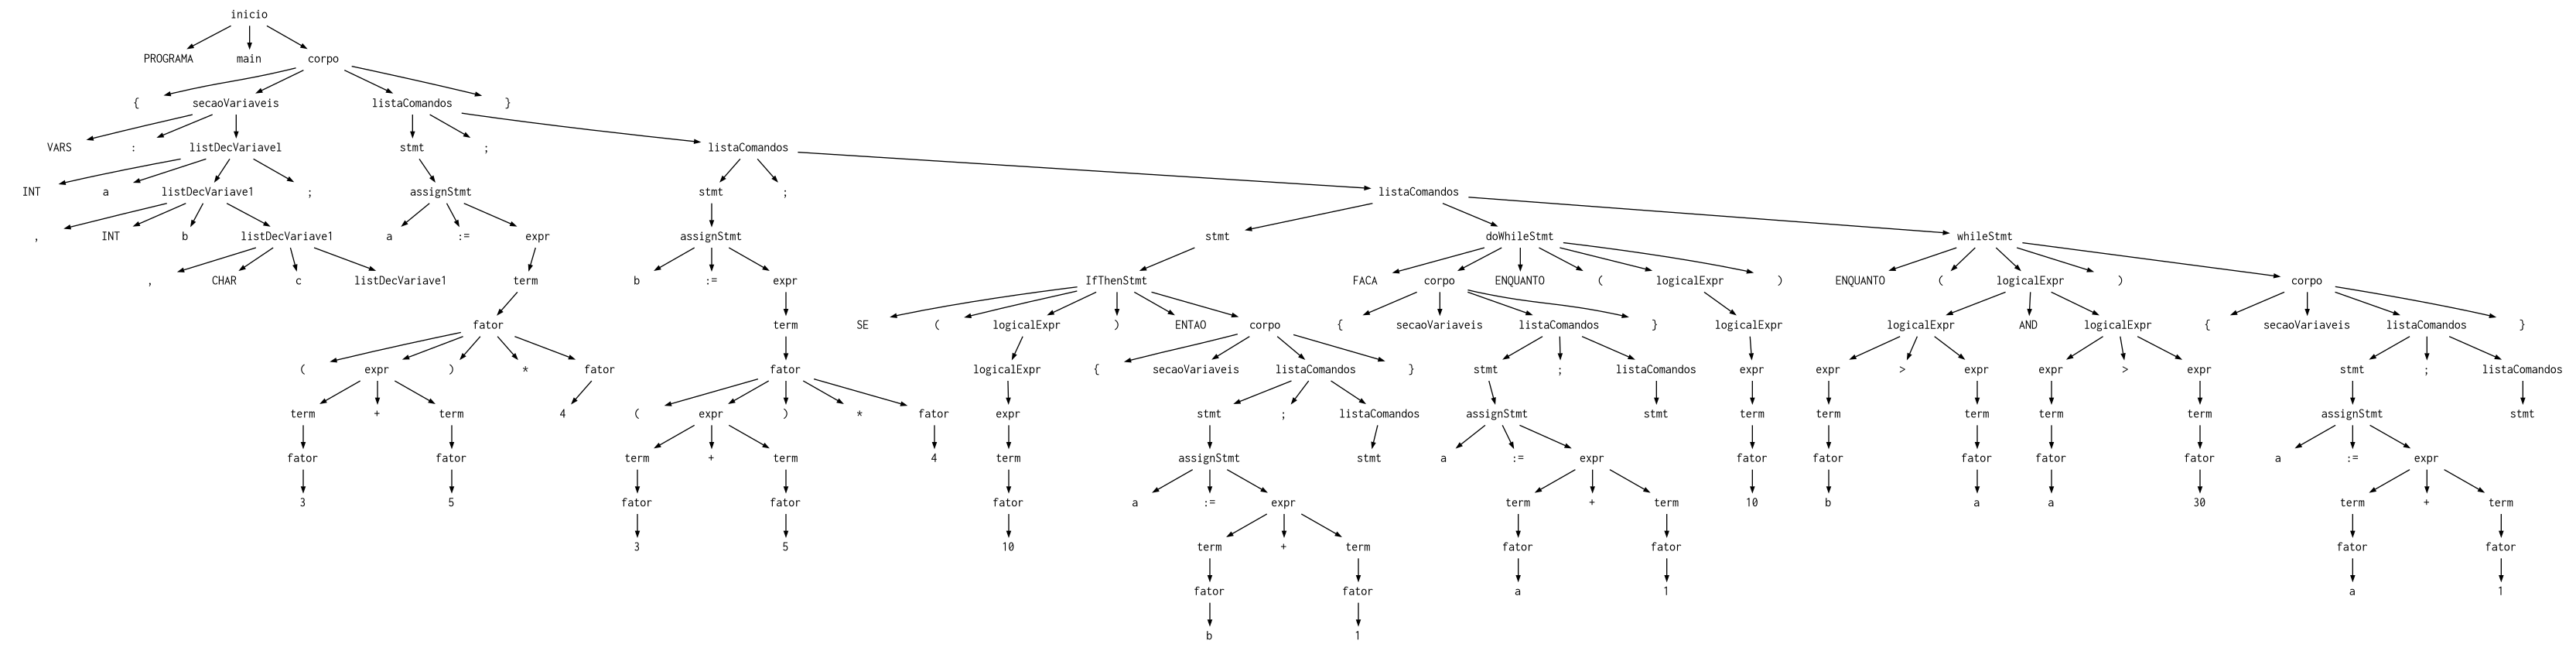 inicio
PROGRAMA main corpo
{ secaoVariaveis listaComandos }
VARS : listDecVariavel stmt ; listaComandos
INT a listDecVariave1 ; assignStmt stmt ; listaComandos
, INT b listDecVariave1 a := expr assignStmt stmt doWhileStmt whileStmt
, CHAR c listDecVariave1 term b := expr IfThenStmt FACA corpo ENQUANTO ( logicalExpr ) ENQUANTO ( logicalExpr ) corpo
fator term SE ( logicalExpr ) ENTAO corpo { secaoVariaveis listaComandos } logicalExpr logicalExpr AND logicalExpr { secaoVariaveis listaComandos }
( expr ) * fator fator logicalExpr { secaoVariaveis listaComandos } stmt ; listaComandos expr expr > expr expr > expr stmt ; listaComandos
term + term 4 ( expr ) * fator expr stmt ; listaComandos assignStmt stmt term term term term term assignStmt stmt
fator fator term + term 4 term assignStmt stmt a := expr fator fator fator fator fator a := expr
3 5 fator fator fator a := expr term + term 10 b a a 30 term + term
3 5 10 term + term fator fator fator fator
fator fator a 1 a 1
b 1